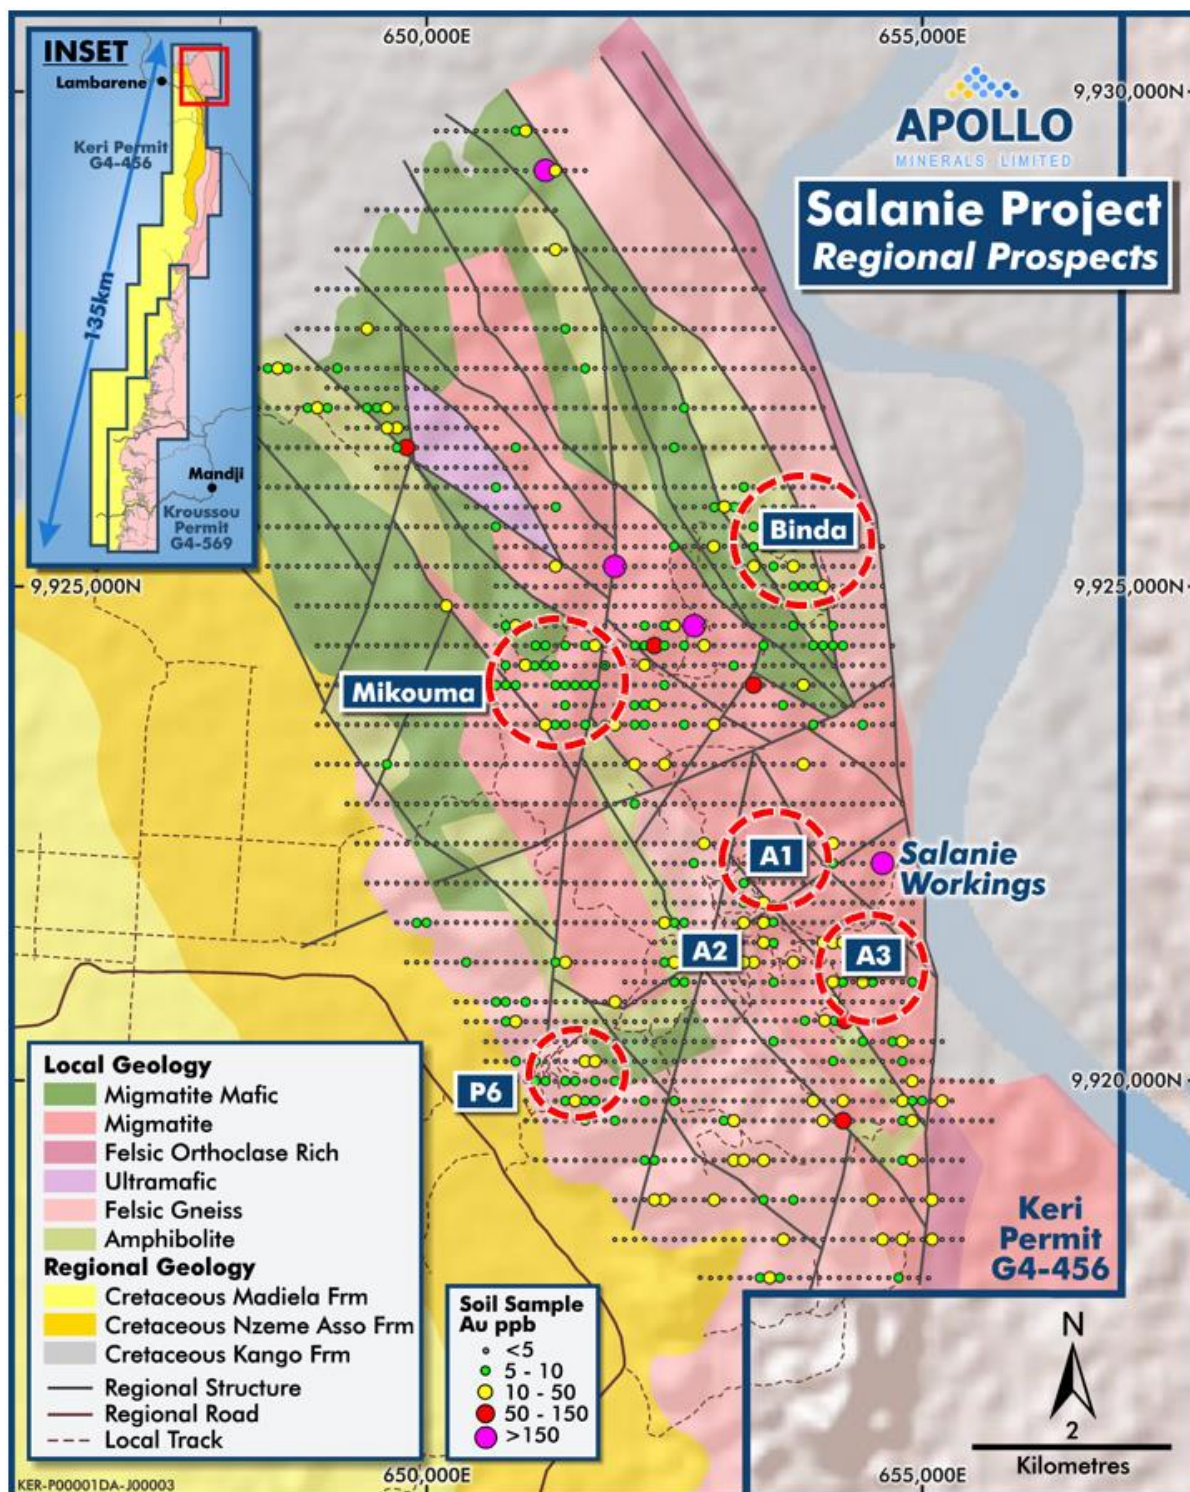 INSET
Lambarene
Keri Permit
G4-456
135km
Mandji
Kroussou
Permit
G4-569
650,000E
655,000E
9,930,000N
APOLLO
MINERALS LIMITED
Salanie Project
Regional Prospects
9,925,000N
9,925,000N
Binda
Mikouma
A1
Salanie
Workings
A2
A3
P6
9,920,000N
Keri
Permit
G4-456
Local Geology
Migmatite Mafic
Migmatite
Felsic Orthoclase Rich
Ultramafic
Felsic Gneiss
Amphibolite
Regional Geology
Cretaceous Madiela Frm
Cretaceous Nzeme Asso Frm
Cretaceous Kango Frm
Regional Structure
Regional Road
Local Track
Soil Sample
Au ppb
<5
5 - 10
10 - 50
50 - 150
>150
N
2
Kilometres
KER-P00001DA-J00003
650,000E
655,000E